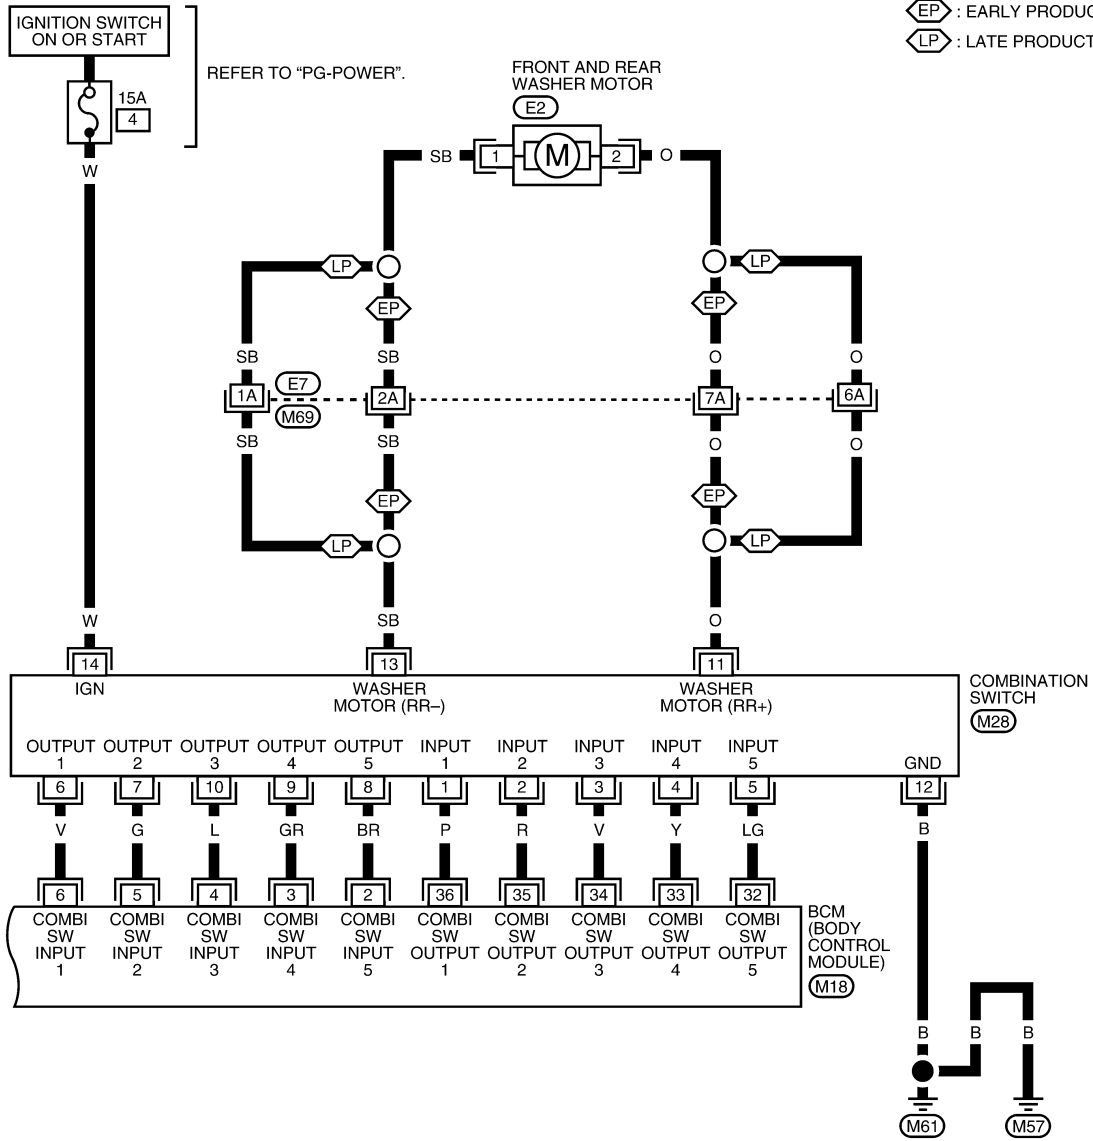 IGNITION SWITCH
ON OR START
15A
4
REFER TO “PG-POWER”.
EP : EARLY PRODUC
LP : LATE PRODUCT
FRONT AND REAR
WASHER MOTOR
E2
W
SB 1 M 2 O
LP LP
EP EP
SB SB O O
1A E7 2A 7A 6A
M69
SB SB O O
EP EP
LP LP
W SB O
14 13 11
IGN WASHER WASHER
MOTOR (RR–) MOTOR (RR+)
COMBINATION
SWITCH
M28
OUTPUT OUTPUT OUTPUT OUTPUT OUTPUT INPUT INPUT INPUT INPUT INPUT
1 2 3 4 5 1 2 3 4 5 GND
6 7 10 9 8 1 2 3 4 5 12
V G L GR BR P R V Y LG B
6 5 4 3 2 36 35 34 33 32
COMBI COMBI COMBI COMBI COMBI COMBI COMBI COMBI COMBI COMBI
SW SW SW SW SW SW SW SW SW SW
INPUT INPUT INPUT INPUT INPUT OUTPUT OUTPUT OUTPUT OUTPUT OUTPUT
1 2 3 4 5 1 2 3 4 5
BCM
(BODY
CONTROL
MODULE)
M18
B B B
M61 M57